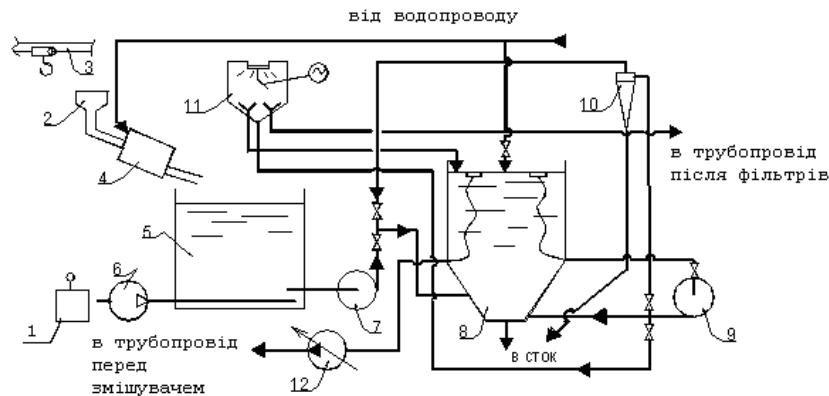 від водопроводу
3
2
11
10
4
в трубопровід
після фільтрів
5
6
1
7
8
9
в трубопровід
перед
змішувачем
12
в сток